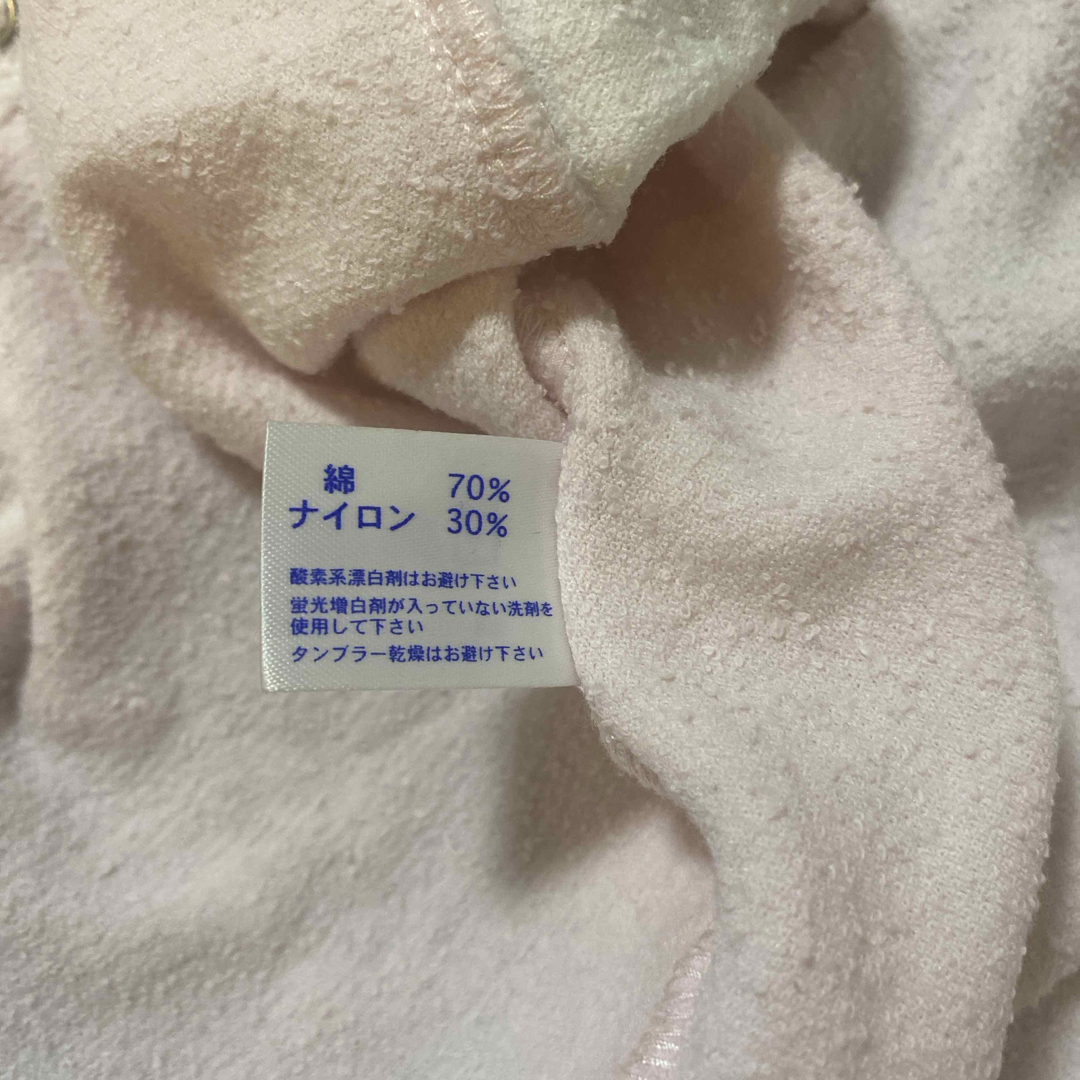 綿 70%
ナイロン 30%
酸素系漂白剤はお避け下さい
蛍光増白剤が入っていない洗剤を
使用して下さい
タンブラー乾燥はお避け下さい